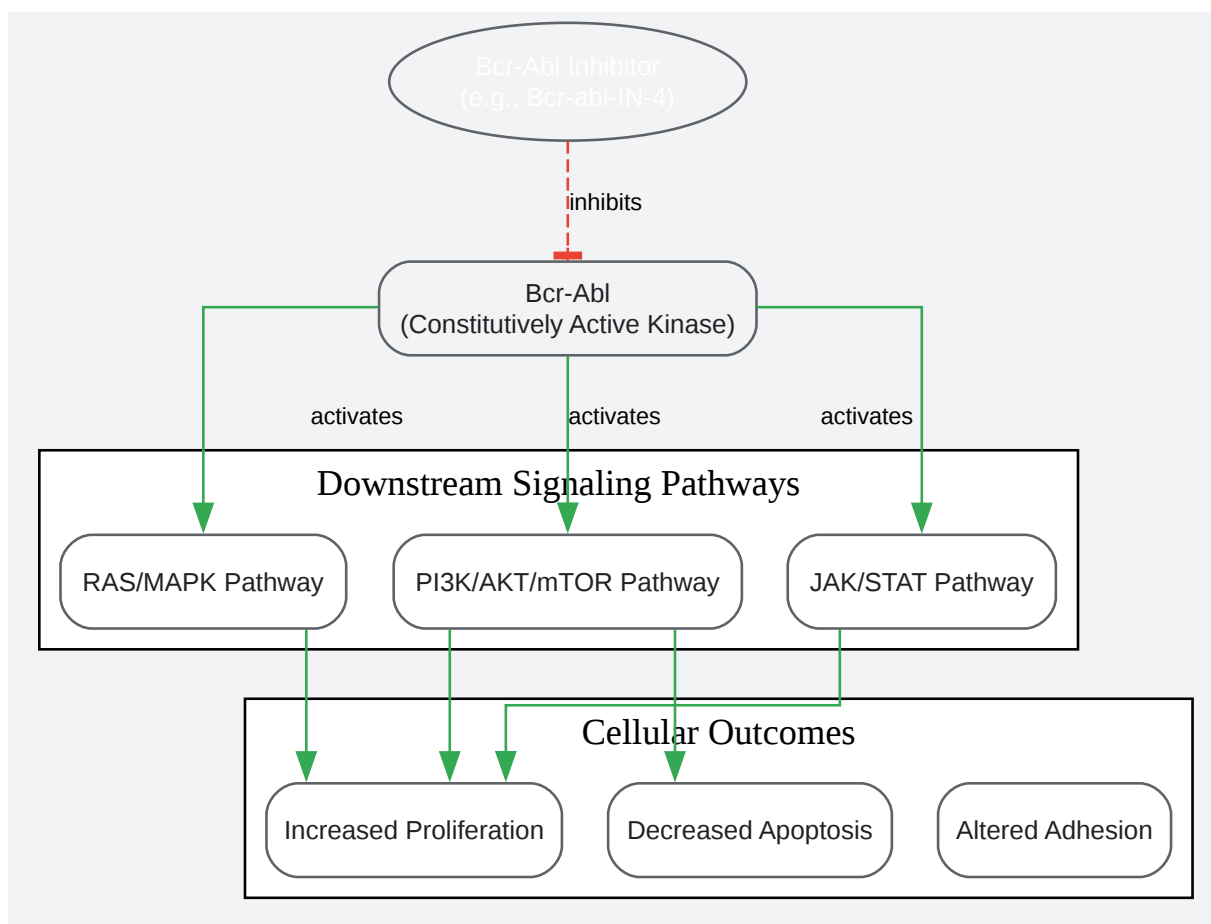 Bcr-Abl Inhibitor
(e.g., Bcr-abl-IN-4)
inhibits
Bcr-Abl
(Constitutively Active Kinase)
activates
activates
activates
Downstream Signaling Pathways
RAS/MAPK Pathway
PI3K/AKT/mTOR Pathway
JAK/STAT Pathway
Cellular Outcomes
Increased Proliferation
Decreased Apoptosis
Altered Adhesion